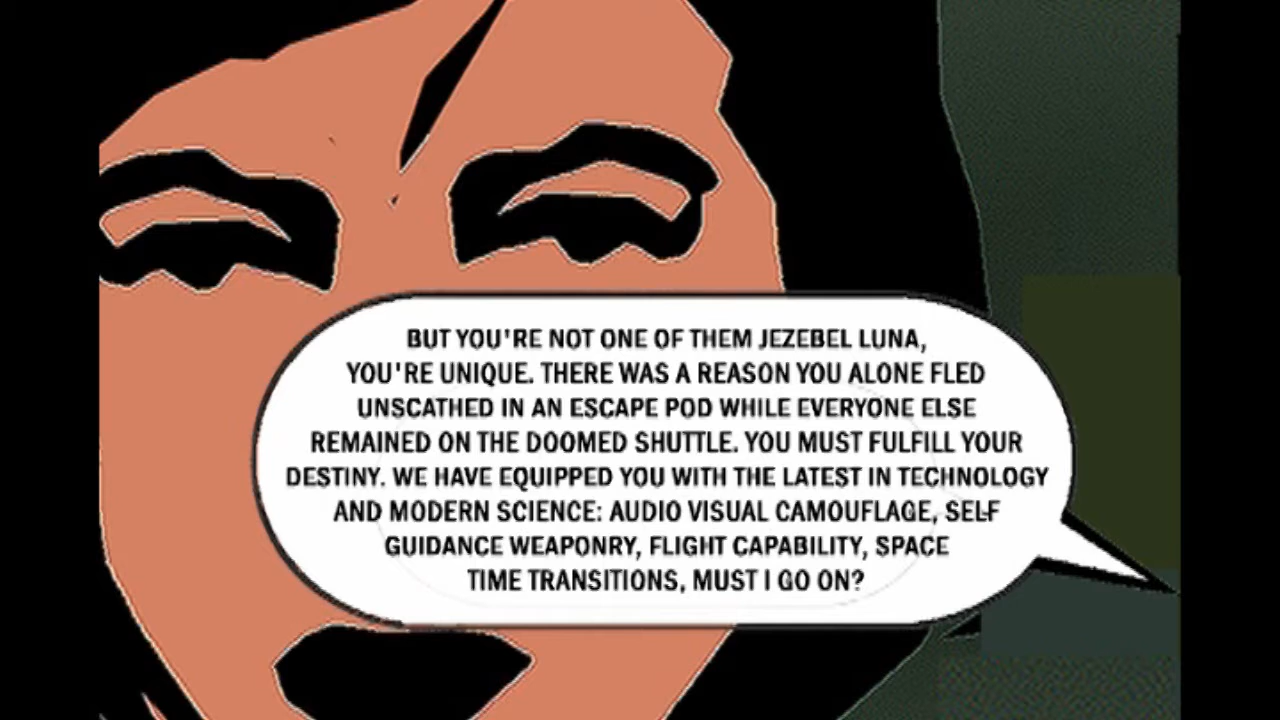 BUT YOU'RE NOT ONE OF THEM JEZEBEL LUNA,
YOU'RE UNIQUE. THERE WAS A REASON YOU ALONE FLED
UNSCATHED IN AN ESCAPE POD WHILE EVERYONE ELSE
REMAINED ON THE DOOMED SHUTTLE. YOU MUST FULFILL YOUR
DESTINY. WE HAVE EQUIPPED YOU WITH THE LATEST IN TECHNOLOGY
AND MODERN SCIENCE: AUDIO VISUAL CAMOUFLAGE, SELF
GUIDANCE WEAPONRY, FLIGHT CAPABILITY, SPACE
TIME TRANSITIONS, MUST I GO ON?